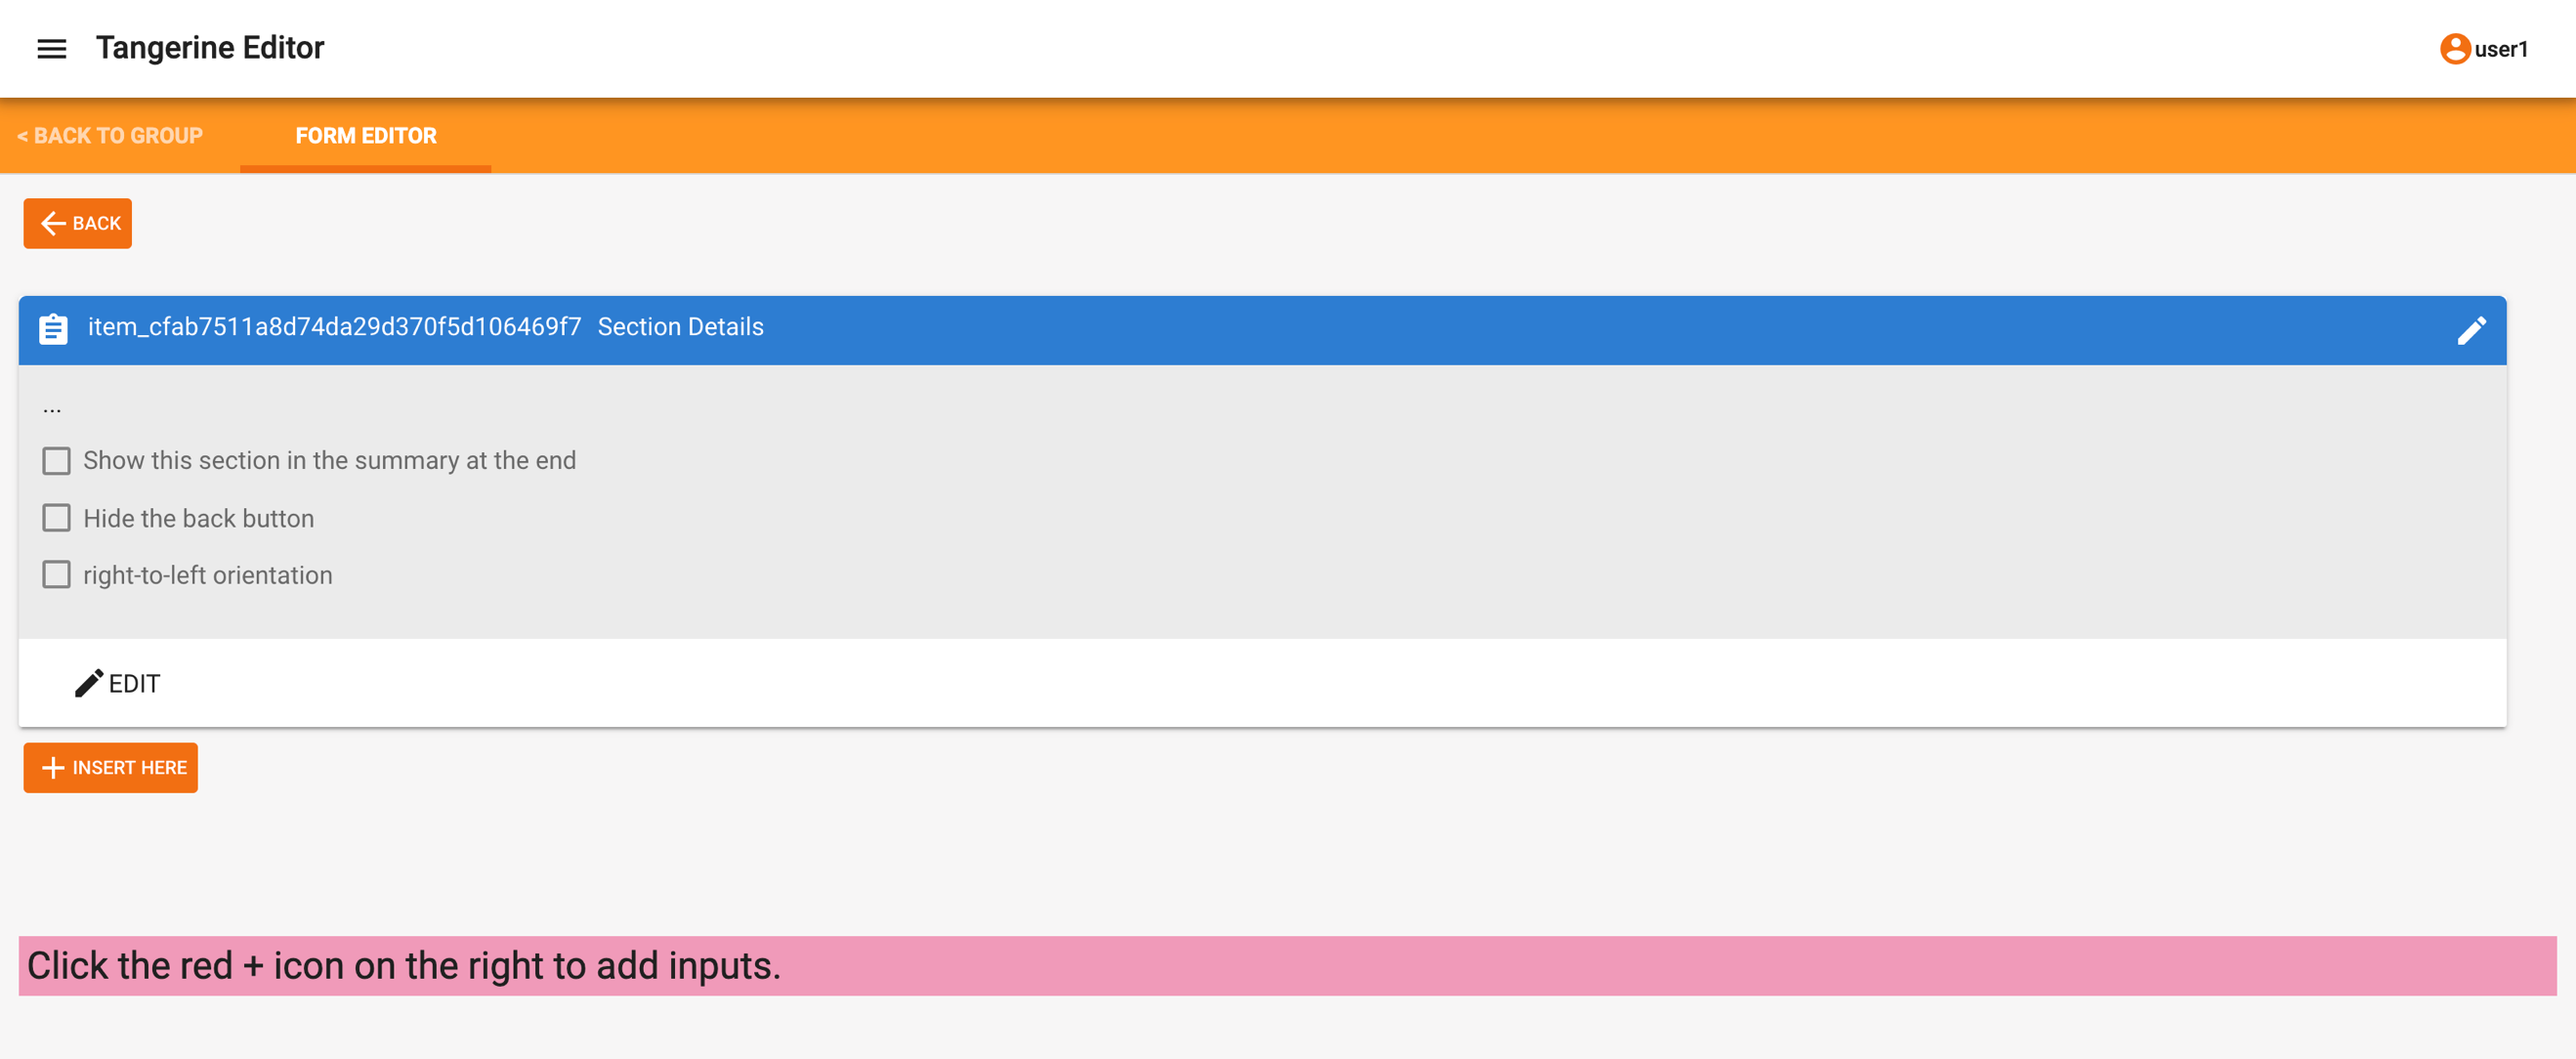 Tangerine Editor
user1
< BACK TO GROUP
FORM EDITOR
BACK
item_cfab7511a8d74da29d370f5d106469f7 Section Details
...
Show this section in the summary at the end
Hide the back button
right-to-left orientation
EDIT
INSERT HERE
Click the red + icon on the right to add inputs.